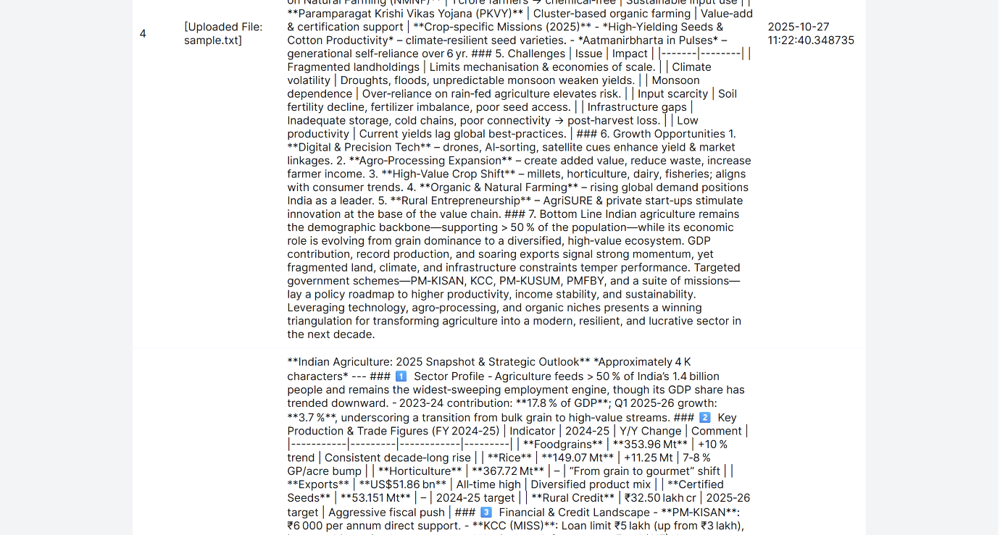 on Natural Farming (NMNF)** | 1 crore farmers → chemical-free | Sustainable input use | |
**Paramparagat Krishi Vikas Yojana (PKVY)** | Cluster-based organic farming | Value-add
& certification support | **Crop-specific Missions (2025)** - *High-Yielding Seeds &
Cotton Productivity* – climate-resilient seed varieties. - *Aatmanirbharta in Pulses* –
generational self-reliance over 6 yr. ### 5. Challenges | Issue | Impact | |-------|--------| |
Fragmented landholdings | Limits mechanisation & economies of scale. | | Climate
volatility | Droughts, floods, unpredictable monsoon weaken yields. | | Monsoon
dependence | Over-reliance on rain-fed agriculture elevates risk. | | Input scarcity | Soil
fertility decline, fertilizer imbalance, poor seed access. | | Infrastructure gaps |
Inadequate storage, cold chains, poor connectivity → post-harvest loss. | | Low
productivity | Current yields lag global best-practices. | ### 6. Growth Opportunities 1.
**Digital & Precision Tech** – drones, AI-sorting, satellite cues enhance yield & market
linkages. 2. **Agro-Processing Expansion** – create added value, reduce waste, increase
farmer income. 3. **High-Value Crop Shift** – millets, horticulture, dairy, fisheries; aligns
with consumer trends. 4. **Organic & Natural Farming** – rising global demand positions
India as a leader. 5. **Rural Entrepreneurship** – AgriSURE & private start-ups stimulate
innovation at the base of the value chain. ### 7. Bottom Line Indian agriculture remains
the demographic backbone—supporting > 50 % of the population—while its economic
role is evolving from grain dominance to a diversified, high-value ecosystem. GDP
contribution, record production, and soaring exports signal strong momentum, yet
fragmented land, climate, and infrastructure constraints temper performance. Targeted
government schemes—PM-KISAN, KCC, PM-KUSUM, PMFBY, and a suite of missions—
lay a policy roadmap to higher productivity, income stability, and sustainability.
Leveraging technology, agro-processing, and organic niches presents a winning
triangulation for transforming agriculture into a modern, resilient, and lucrative sector in
the next decade.
4
[Uploaded File:
sample.txt]
2025-10-27
11:22:40.348735
**Indian Agriculture: 2025 Snapshot & Strategic Outlook** *Approximately 4 K
characters* --- ### 1️⃣ Sector Profile - Agriculture feeds > 50 % of India’s 1.4 billion
people and remains the widest-sweeping employment engine, though its GDP share has
trended downward. - 2023-24 contribution: **17.8 % of GDP**; Q1 2025-26 growth:
**3.7 %**, underscoring a transition from bulk grain to high-value streams. ### 2️⃣ Key
Production & Trade Figures (FY 2024-25) | Indicator | 2024-25 | Y/Y Change | Comment |
|-----------|---------|------------|---------| | **Foodgrains** | **353.96 Mt** | +10 %
trend | Consistent decade-long rise | | **Rice** | **149.07 Mt** | +11.25 Mt | 7-8 %
GP/acre bump | | **Horticulture** | **367.72 Mt** | – | “From grain to gourmet” shift | |
**Exports** | **US$51.86 bn** | All-time high | Diversified product mix | | **Certified
Seeds** | **53.151 Mt** | – | 2024-25 target | | **Rural Credit** | ₹32.50 lakh cr | 2025-26
target | Aggressive fiscal push | ### 3️⃣ Financial & Credit Landscape - **PM-KISAN**:
₹6 000 per annum direct support. - **KCC (MISS)**: Loan limit ₹5 lakh (up from ₹3 lakh),